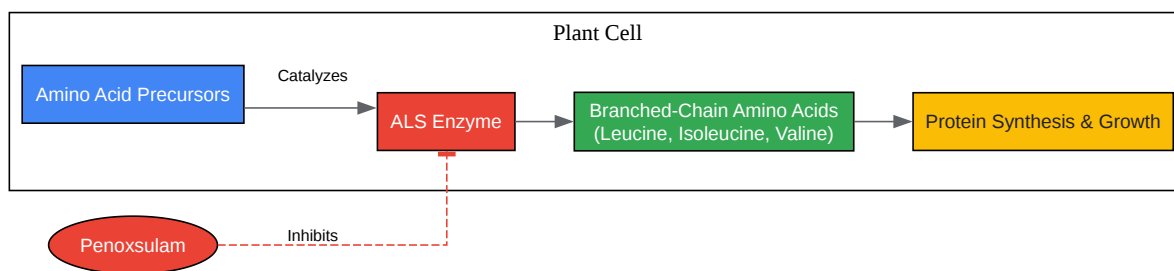 Plant Cell
Amino Acid Precursors
Catalyzes
ALS Enzyme
Branched-Chain Amino Acids
(Leucine, Isoleucine, Valine)
Protein Synthesis & Growth
Penoxsulam
Inhibits